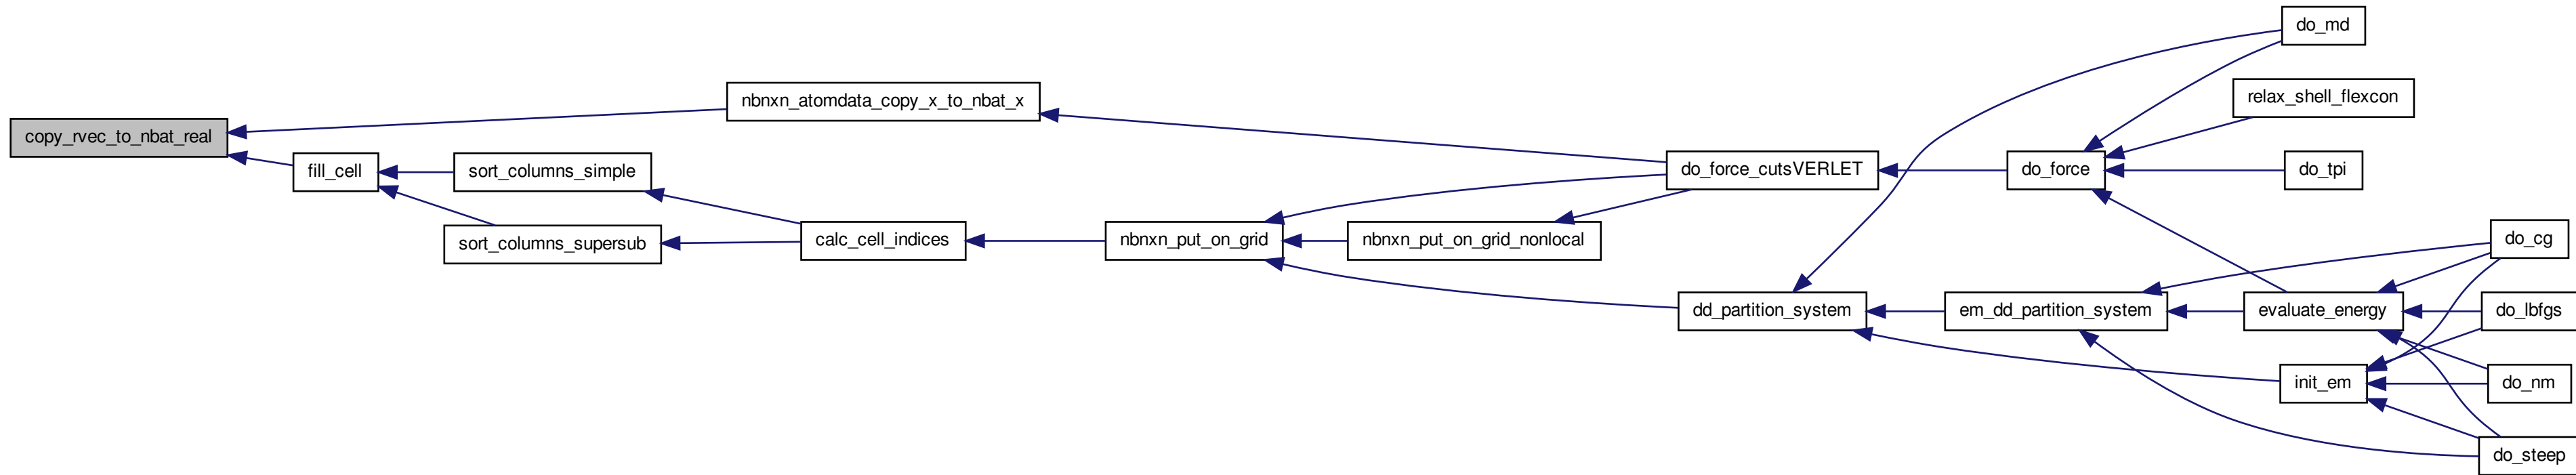 do_md
nbnxn_atomdata_copy_x_to_nbat_x
relax_shell_flexcon
copy_rvec_to_nbat_real
fill_cell
sort_columns_simple
do_force_cutsVERLET
do_force
do_tpi
sort_columns_supersub
calc_cell_indices
nbnxn_put_on_grid
nbnxn_put_on_grid_nonlocal
do_cg
dd_partition_system
em_dd_partition_system
evaluate_energy
do_lbfgs
init_em
do_nm
do_steep